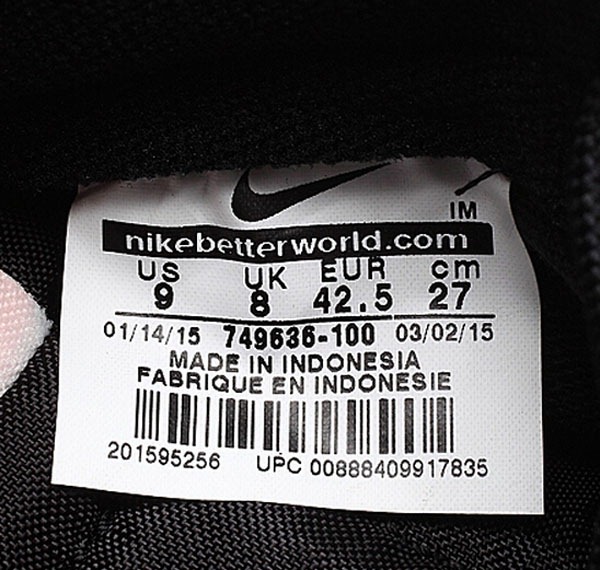 IM
nikebetterworld.com
US UK EUR cm
9 8 42.5 27
01/14/15 749636-100 03/02/15
MADE IN INDONESIA
FABRIQUE EN INDONESIE
201595256 UPC 00888409917835